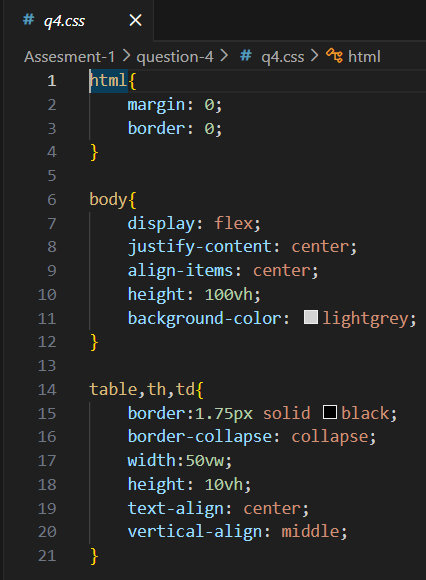 # q4.css ×
Assesment-1 > question-4 > # q4.css > html
1 html{
2     margin: 0;
3     border: 0;
4 }
5
6 body{
7     display: flex;
8     justify-content: center;
9     align-items: center;
10     height: 100vh;
11     background-color: lightgrey;
12 }
13
14 table,th,td{
15     border:1.75px solid black;
16     border-collapse: collapse;
17     width:50vw;
18     height: 10vh;
19     text-align: center;
20     vertical-align: middle;
21 }